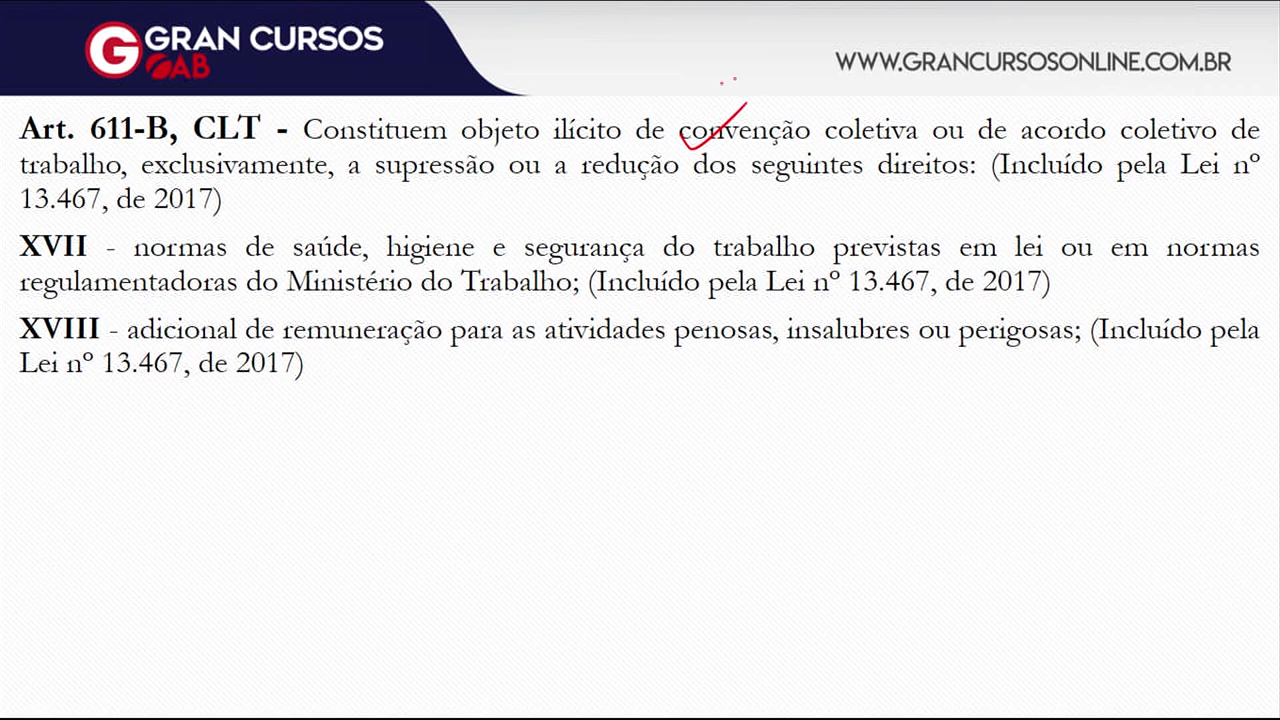 GRAN CURSOS
OAB
WWW.GRANCURSOSONLINE.COM.BR
Art. 611-B, CLT - Constituem objeto ilícito de convenção coletiva ou de acordo coletivo de
trabalho, exclusivamente, a supressão ou a redução dos seguintes direitos: (Incluído pela Lei nº
13.467, de 2017)
XVII - normas de saúde, higiene e segurança do trabalho previstas em lei ou em normas
regulamentadoras do Ministério do Trabalho; (Incluído pela Lei nº 13.467, de 2017)
XVIII - adicional de remuneração para as atividades penosas, insalubres ou perigosas; (Incluído pela
Lei nº 13.467, de 2017)